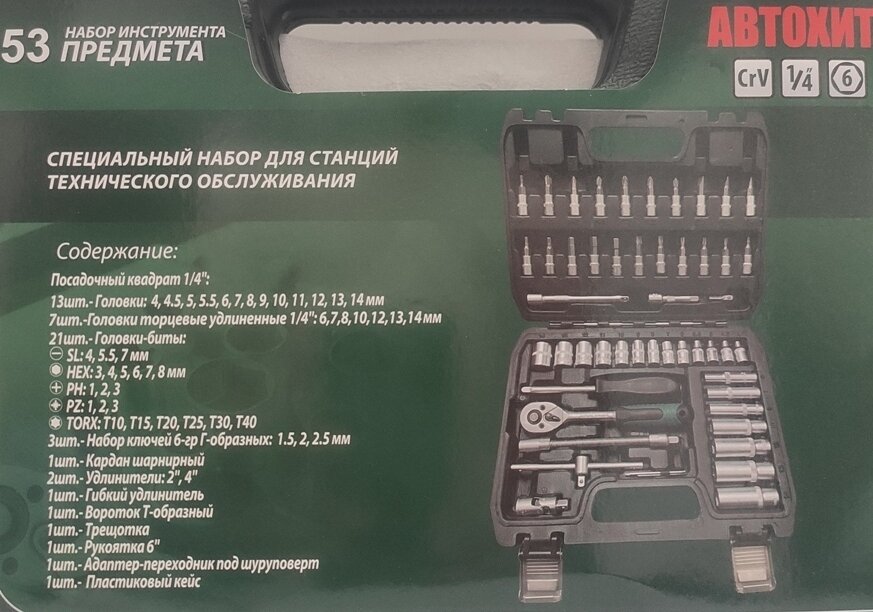 53 НАБОР ИНСТРУМЕНТА
ПРЕДМЕТА
АВТОХИТ
CrV 1/4" 6
СПЕЦИАЛЬНЫЙ НАБОР ДЛЯ СТАНЦИЙ
ТЕХНИЧЕСКОГО ОБСЛУЖИВАНИЯ
Содержание:
Посадочный квадрат 1/4":
13шт.- Головки: 4, 4.5, 5, 5.5, 6, 7, 8, 9, 10, 11, 12, 13, 14 мм
7шт.-Головки торцевые удлиненные 1/4": 6,7,8,10,12,13,14мм
21шт.- Головки-биты:
SL: 4, 5.5, 7 мм
HEX: 3, 4, 5, 6, 7, 8 мм
PH: 1, 2, 3
PZ: 1, 2, 3
TORX: T10, T15, T20, T25, T30, T40
3шт.- Набор ключей 6-гр Г-образных: 1.5, 2, 2.5 мм
1шт.- Кардан шарнирный
2шт.- Удлинители: 2", 4"
1шт.- Гибкий удлинитель
1шт.- Вороток Т-образный
1шт.- Трещотка
1шт.- Рукоятка 6"
1шт.- Адаптер-переходник под шуруповерт
1шт.- Пластиковый кейс